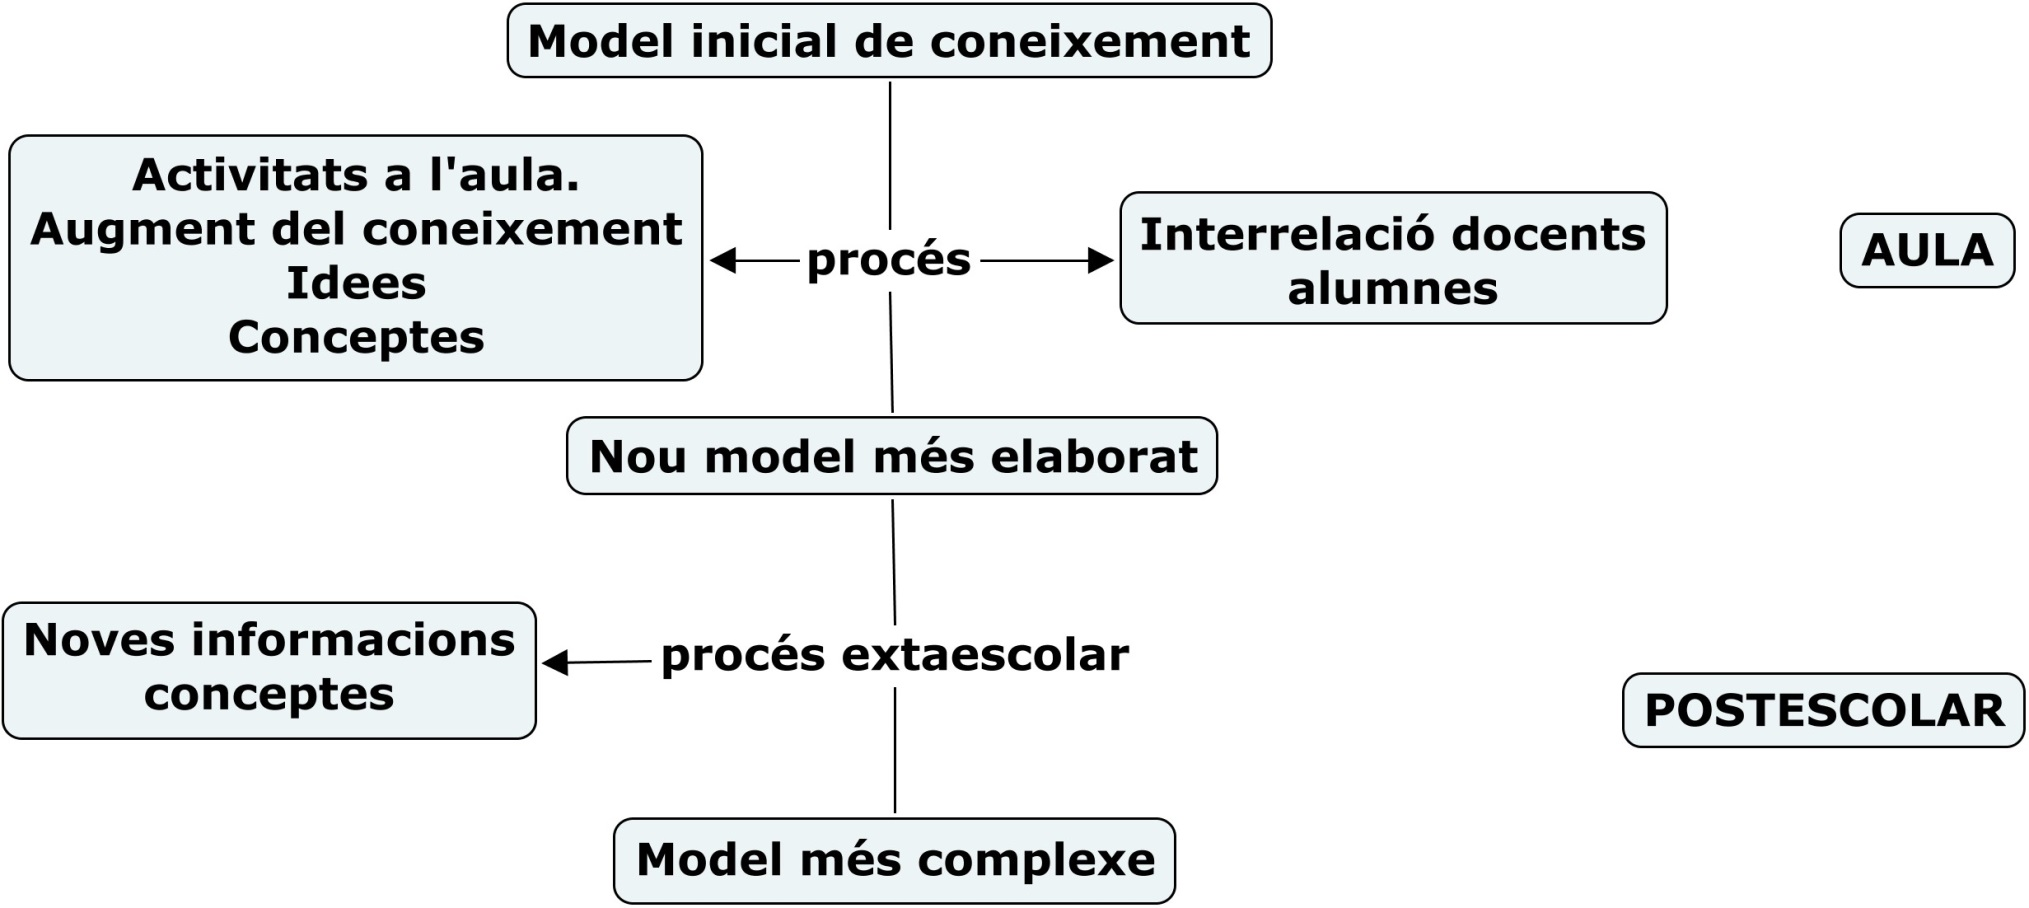 Model inicial de coneixement
Activitats a l'aula.
Augment del coneixement
Idees
Conceptes
procés
Interrelació docents
alumnes
AULA
Nou model més elaborat
Noves informacions
conceptes
procés extaescolar
POSTESCOLAR
Model més complexe